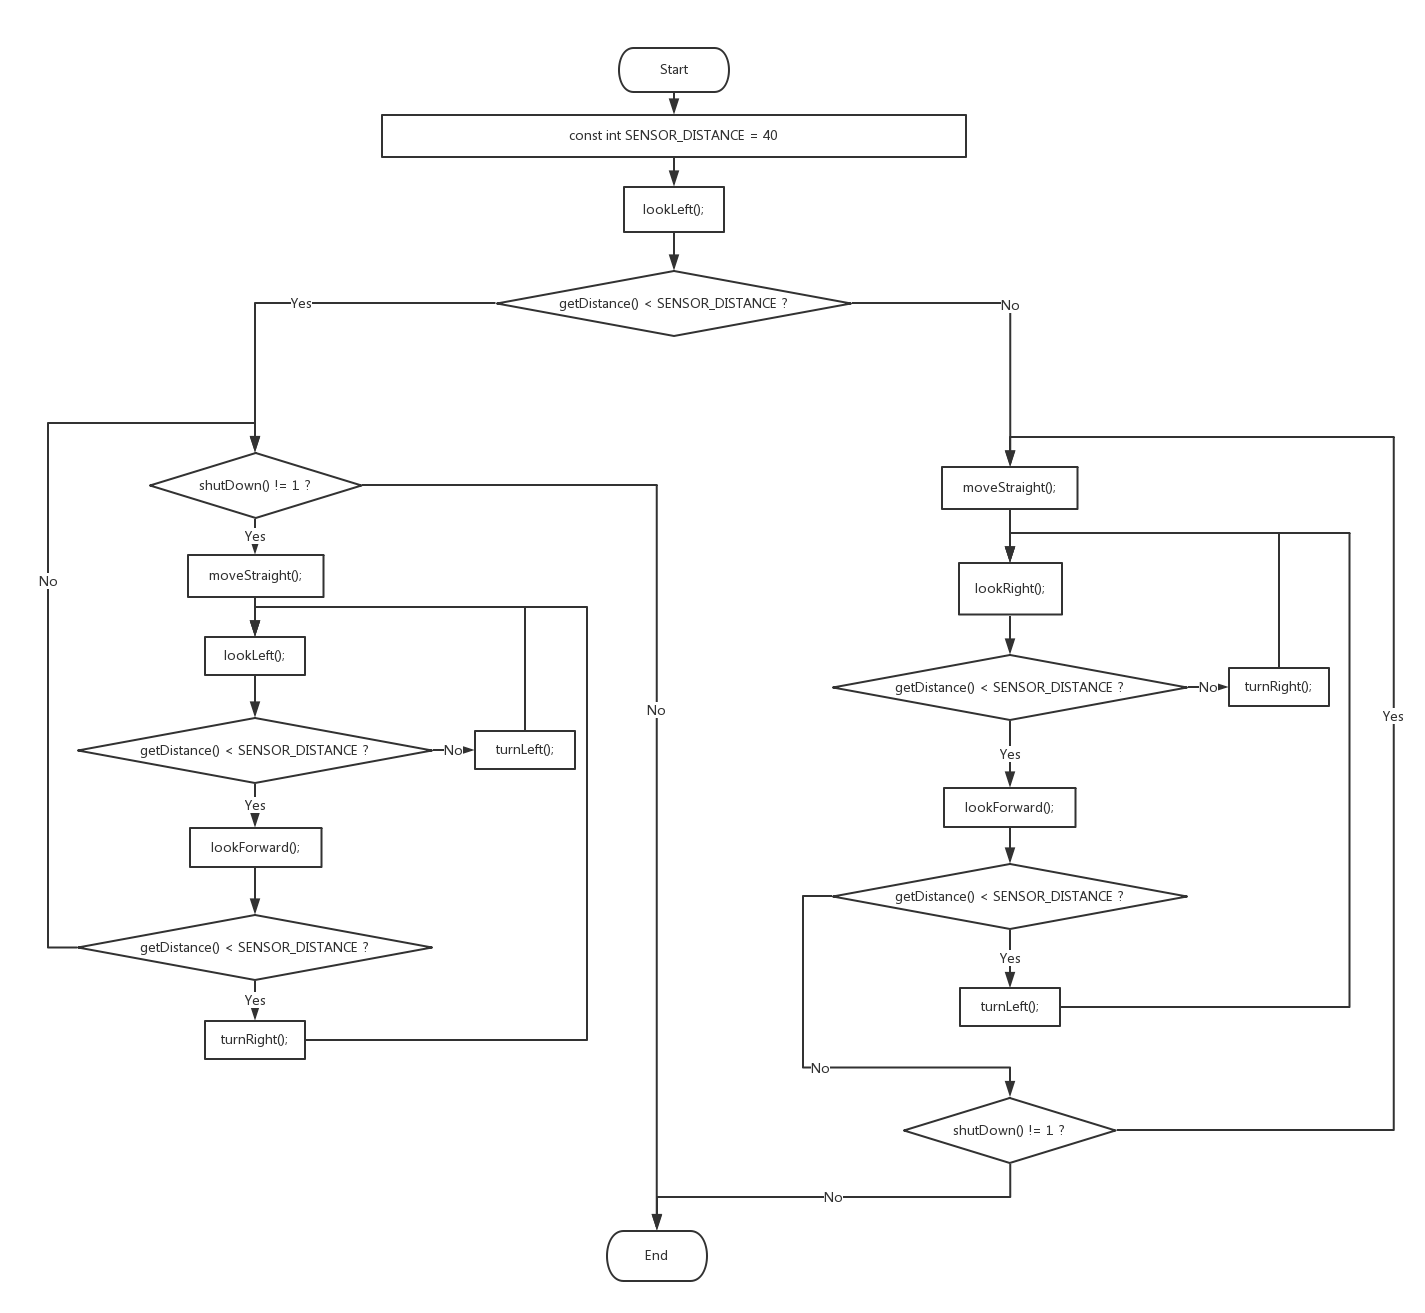 Start
const int SENSOR_DISTANCE = 40
lookLeft();
getDistance() < SENSOR_DISTANCE ?
Yes
No
shutDown() != 1 ?
Yes
moveStraight();
lookLeft();
getDistance() < SENSOR_DISTANCE ?
No
turnLeft();
Yes
lookForward();
getDistance() < SENSOR_DISTANCE ?
No
Yes
turnRight();
No
moveStraight();
lookRight();
getDistance() < SENSOR_DISTANCE ?
No
turnRight();
Yes
lookForward();
getDistance() < SENSOR_DISTANCE ?
Yes
turnLeft();
No
shutDown() != 1 ?
Yes
No
End